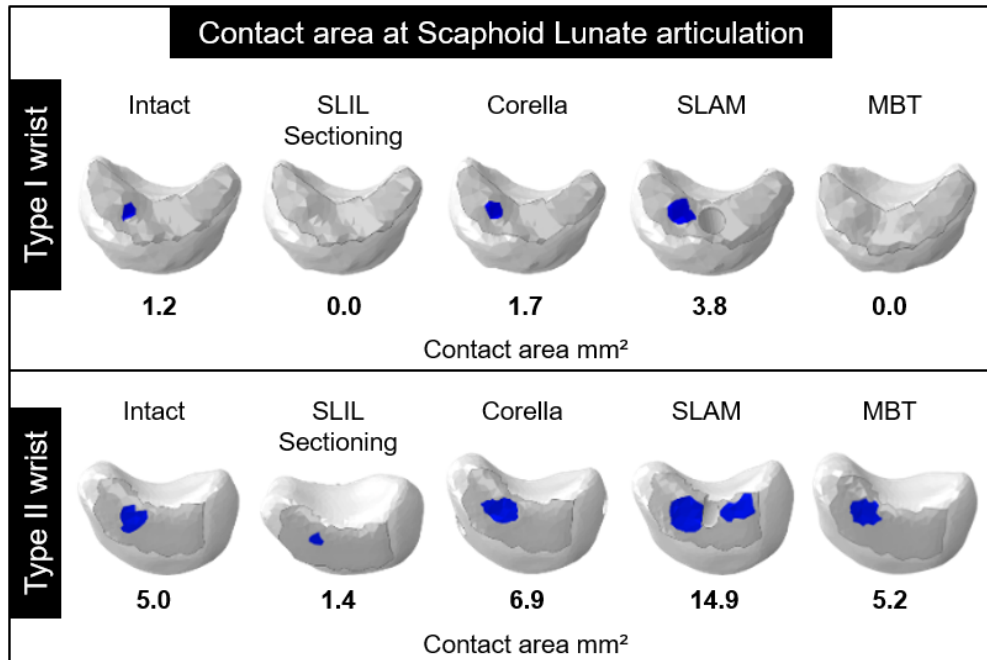 Contact area at Scaphoid Lunate articulation
Type I wrist
Intact
SLIL
Sectioning
Corella
SLAM
MBT
1.2
0.0
1.7
3.8
0.0
Contact area mm²
Type II wrist
Intact
SLIL
Sectioning
Corella
SLAM
MBT
5.0
1.4
6.9
14.9
5.2
Contact area mm²